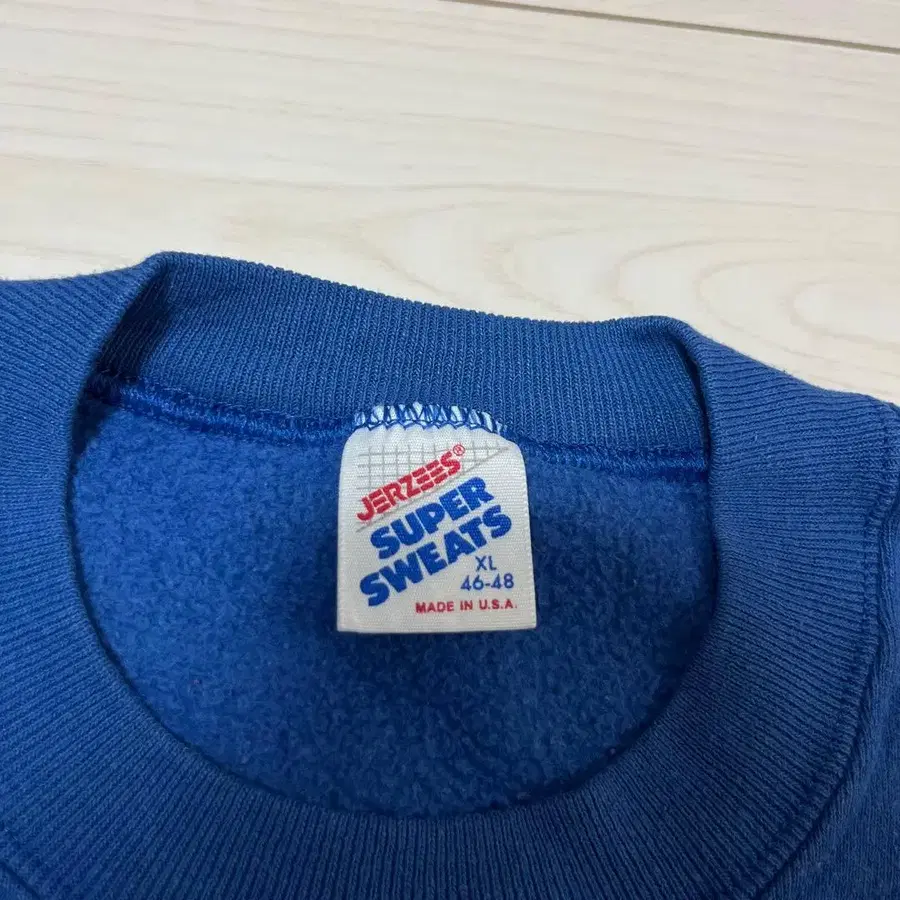 JERZEES®
SUPER
SWEATS
XL
46-48
MADE IN U.S.A.